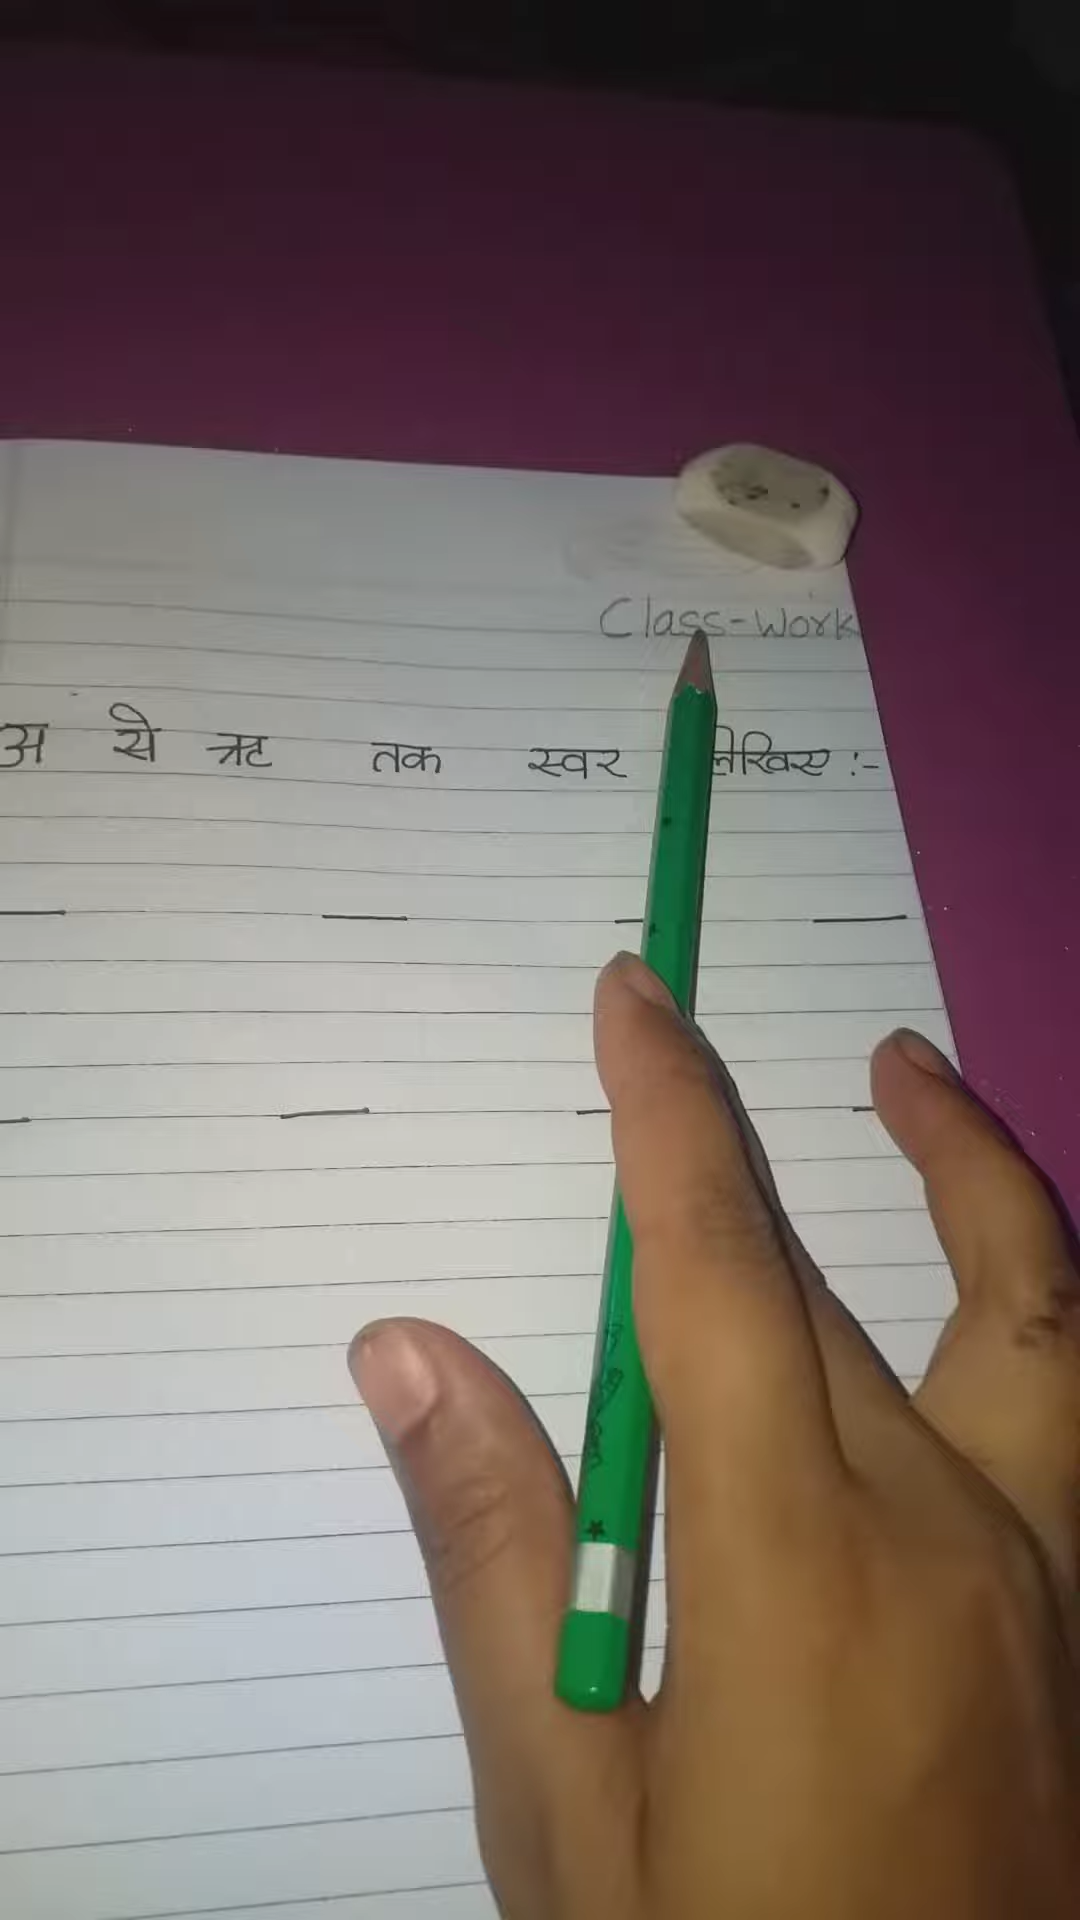 Class-Work
अ से ऋ तक स्वर लिखिए :-